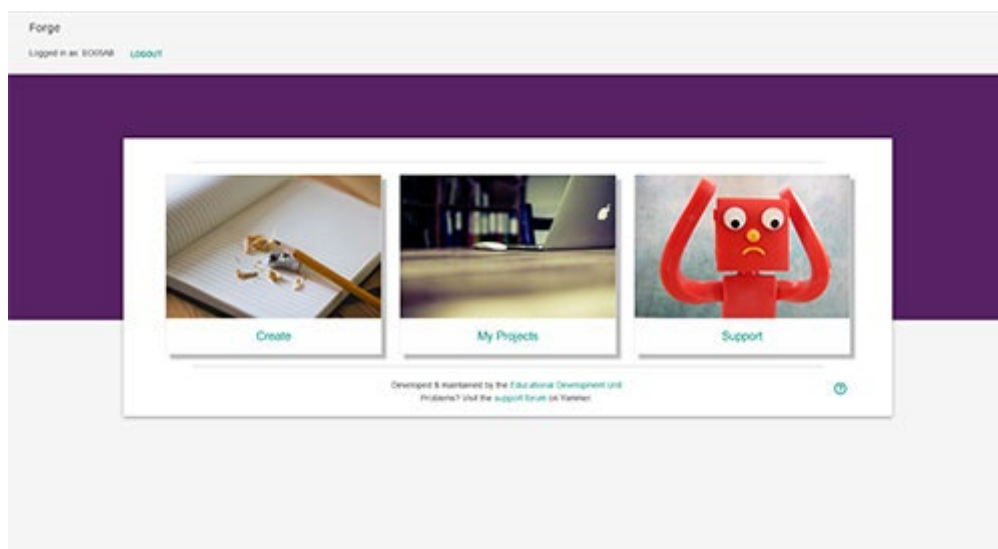 Forge
Logged in as: LOGOUT
Create
My Projects
Support
Developed & maintained by the Educational Development Unit
Problems? Visit the support forum on Yammer.